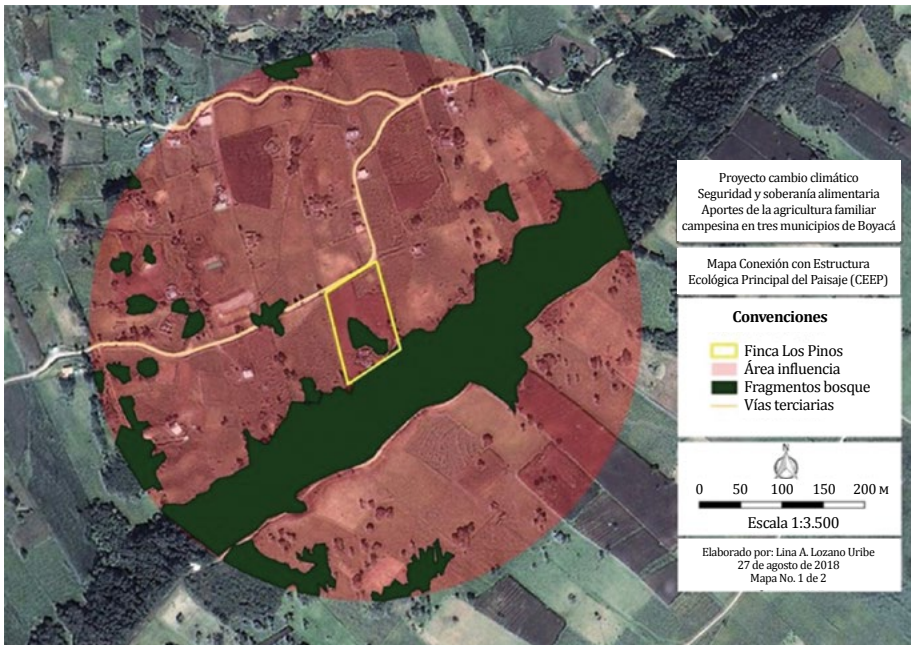 Proyecto cambio climático
Seguridad y soberanía alimentaria
Aportes de la agricultura familiar
campesina en tres municipios de Boyacá
Mapa Conexión con Estructura
Ecológica Principal del Paisaje (CEEP)
Convenciones
Finca Los Pinos
Área influencia
Fragmentos bosque
Vías terciarias
N
0 50 100 150 200 M
Escala 1:3.500
Elaborado por: Lina A. Lozano Uribe
27 de agosto de 2018
Mapa No. 1 de 2